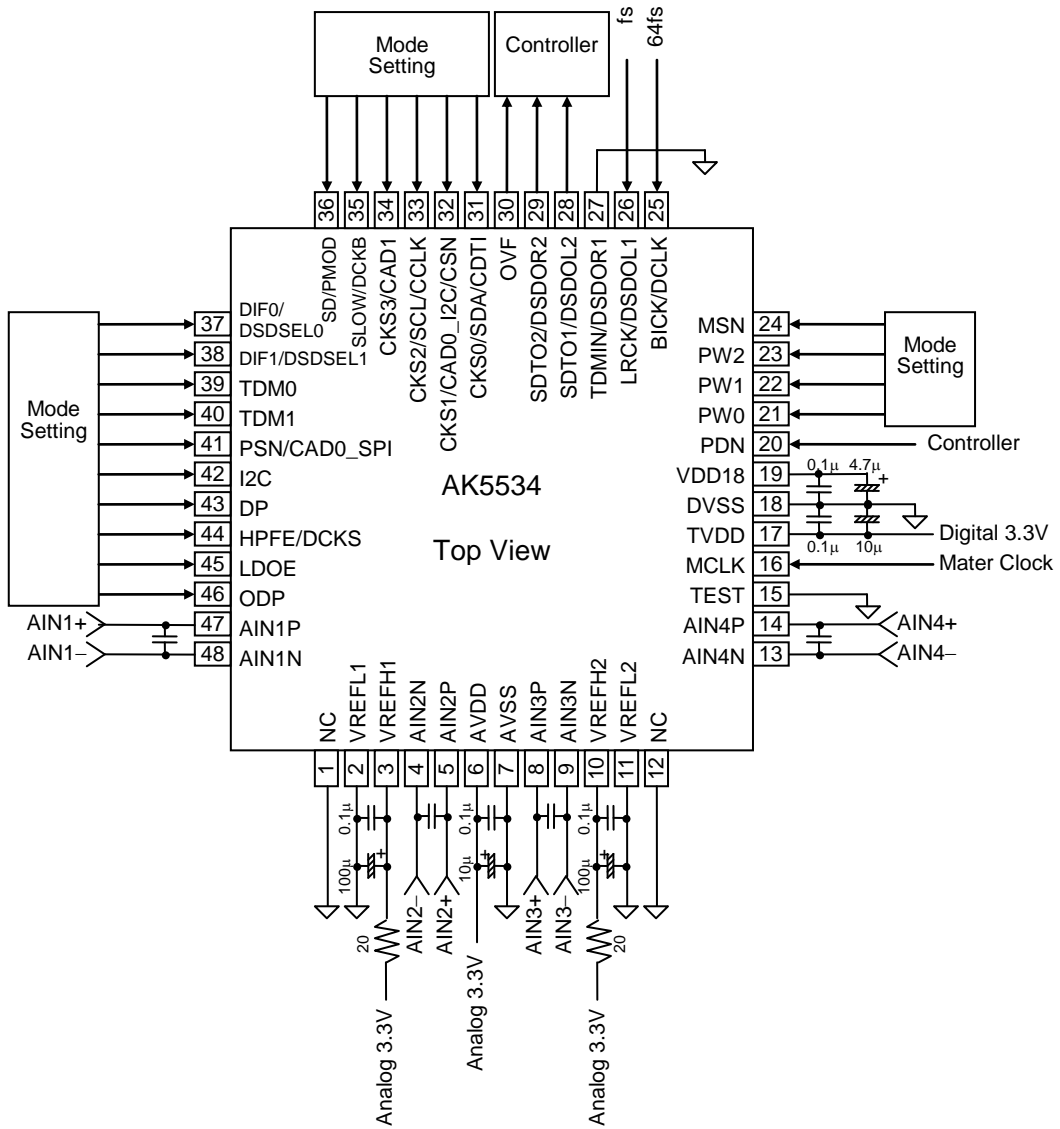 Mode
Setting
Controller
fs
64fs
36
35
34
33
32
31
30
29
28
27
26
25
SD/PMOD
SLOW/DCKB
CKS3/CAD1
CKS2/SCL/CCLK
CKS1/CAD0_I2C/CSN
CKS0/SDA/CDTI
OVF
SDTO2/DSDOR2
SDTO1/DSDOL2
TDMIN/DSDOR1
LRCK/DSDOL1
BICK/DCLK
Mode
Setting
37 DIF0/
DSDSEL0
38 DIF1/DSDSEL1
39 TDM0
40 TDM1
41 PSN/CAD0_SPI
42 I2C
43 DP
44 HPFE/DCKS
45 LDOE
46 ODP
AIN1+ 47 AIN1P
AIN1− 48 AIN1N
AK5534
Top View
MSN 24
PW2 23
PW1 22
PW0 21
Mode
Setting
PDN 20 Controller
VDD18 19 0.1μ 4.7μ +
DVSS 18
TVDD 17 0.1μ 10μ Digital 3.3V
MCLK 16 Mater Clock
TEST 15
AIN4P 14 AIN4+
AIN4N 13 AIN4−
NC
VREFL1
VREFH1
AIN2N
AIN2P
AVDD
AVSS
AIN3P
AIN3N
VREFH2
VREFL2
NC
1
2
3
4
5
6
7
8
9
10
11
12
0.1μ
0.1μ
0.1μ
100μ +
10μ +
100μ +
20
AIN2−
AIN2+
AIN3+
AIN3−
20
Analog 3.3V
Analog 3.3V
Analog 3.3V